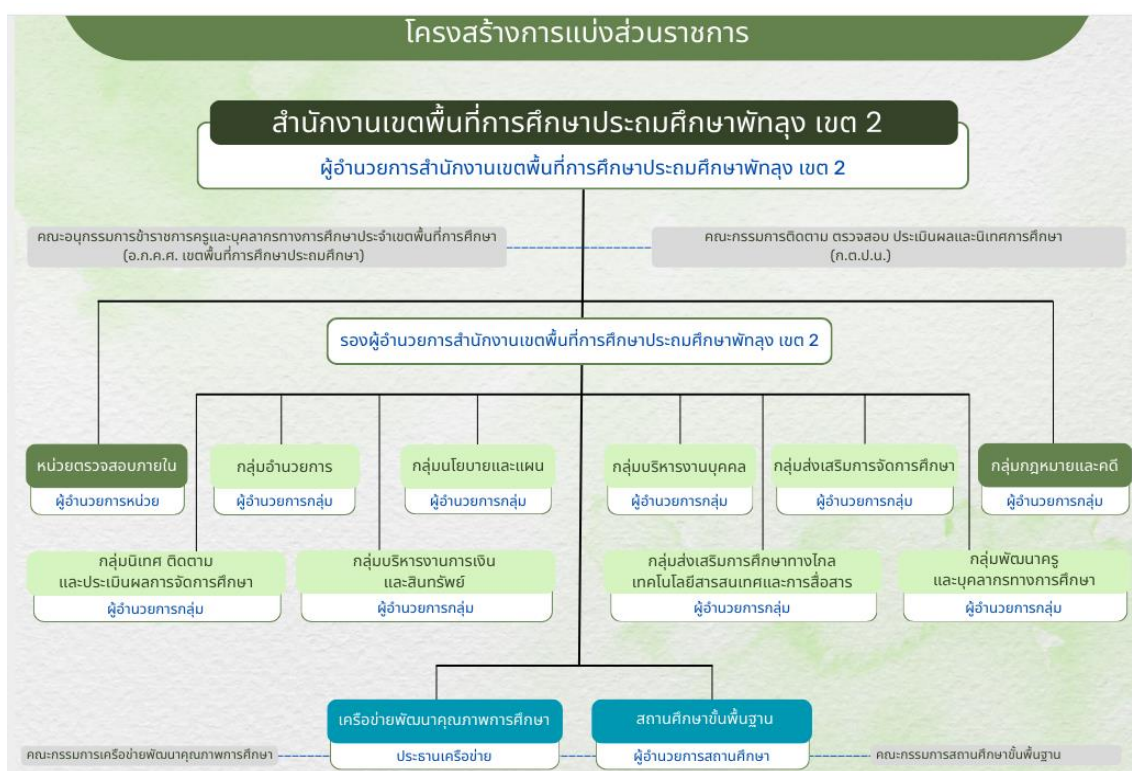 โครงสร้างการแบ่งส่วนราชการ
สำนักงานเขตพื้นที่การศึกษาประถมศึกษาพัทลุง เขต 2
ผู้อำนวยการสำนักงานเขตพื้นที่การศึกษาประถมศึกษาพัทลุง เขต 2
คณะอนุกรรมการข้าราชการครูและบุคลากรทางการศึกษาประจำเขตพื้นที่การศึกษา
(อ.ก.ค.ศ. เขตพื้นที่การศึกษาประถมศึกษา)
คณะกรรมการติดตาม ตรวจสอบ ประเมินผลและนิเทศการศึกษา
(ก.ต.ป.น.)
รองผู้อำนวยการสำนักงานเขตพื้นที่การศึกษาประถมศึกษาพัทลุง เขต 2
หน่วยตรวจสอบภายใน
ผู้อำนวยการหน่วย
กลุ่มอำนวยการ
ผู้อำนวยการกลุ่ม
กลุ่มนโยบายและแผน
ผู้อำนวยการกลุ่ม
กลุ่มบริหารงานบุคคล
ผู้อำนวยการกลุ่ม
กลุ่มส่งเสริมการจัดการศึกษา
ผู้อำนวยการกลุ่ม
กลุ่มกฎหมายและคดี
ผู้อำนวยการกลุ่ม
กลุ่มนิเทศ ติดตาม
และประเมินผลการจัดการศึกษา
ผู้อำนวยการกลุ่ม
กลุ่มบริหารงานการเงิน
และสินทรัพย์
ผู้อำนวยการกลุ่ม
กลุ่มส่งเสริมการศึกษาทางไกล
เทคโนโลยีสารสนเทศและการสื่อสาร
ผู้อำนวยการกลุ่ม
กลุ่มพัฒนาครู
และบุคลากรทางการศึกษา
ผู้อำนวยการกลุ่ม
เครือข่ายพัฒนาคุณภาพการศึกษา
ประธานเครือข่าย
สถานศึกษาขั้นพื้นฐาน
ผู้อำนวยการสถานศึกษา
คณะกรรมการเครือข่ายพัฒนาคุณภาพการศึกษา
คณะกรรมการสถานศึกษาขั้นพื้นฐาน